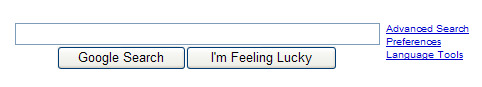 Advanced Search
Preferences
Language Tools
Google Search
I'm Feeling Lucky